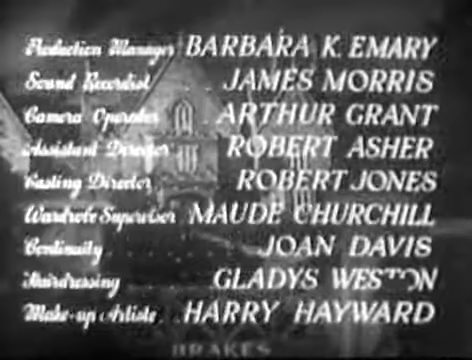 Production Manager BARBARA K. EMARY
Sound Recordist . . JAMES MORRIS
Camera Operator . . ARTHUR GRANT
Assistant Director . ROBERT ASHER
Casting Director . . ROBERT JONES
Wardrobe Supervisor MAUDE CHURCHILL
Continuity . . . . . JOAN DAVIS
Hairdressing . . . GLADYS WESTON
Make-up Artiste . . HARRY HAYWARD
BRAKES